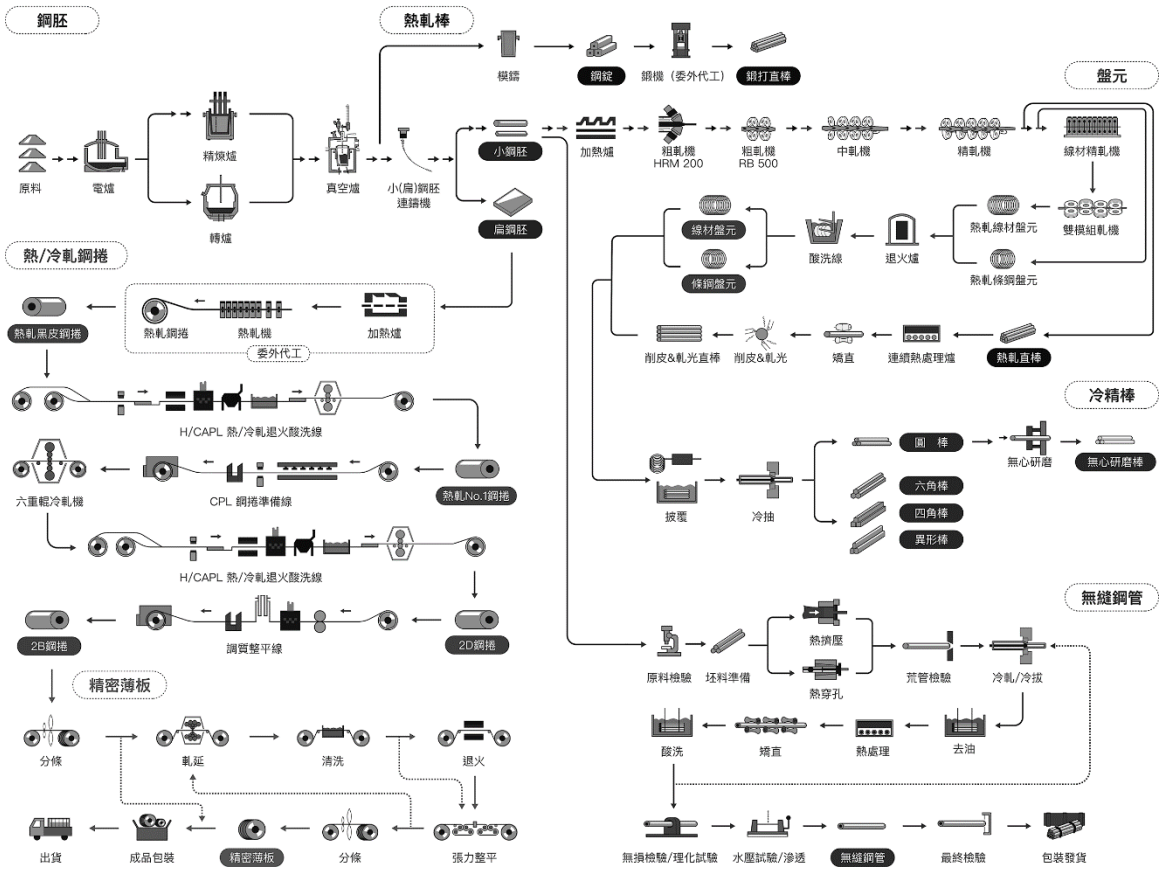 鋼胚
熱軋棒
模鑄
鋼錠
鍛機（委外代工）
鍛打直棒
盤元
原料
電爐
精煉爐
轉爐
真空爐
小(扁)鋼胚
連鑄機
小鋼胚
扁鋼胚
加熱爐
粗軋機
HRM 200
粗軋機
RB 500
中軋機
精軋機
線材精軋機
雙模組軋機
熱軋線材盤元
熱軋條鋼盤元
退火爐
酸洗線
線材盤元
條鋼盤元
熱軋直棒
連續熱處理爐
矯直
削皮&軋光
削皮&軋光直棒
熱/冷軋鋼捲
熱軋黑皮鋼捲
熱軋鋼捲
熱軋機
加熱爐
委外代工
H/CAPL 熱/冷軋退火酸洗線
六重輥冷軋機
CPL 鋼捲準備線
熱軋No.1鋼捲
H/CAPL 熱/冷軋退火酸洗線
2B鋼捲
調質整平線
2D鋼捲
冷精棒
披覆
冷抽
圓 棒
無心研磨
無心研磨棒
六角棒
四角棒
異形棒
精密薄板
分條
軋延
清洗
退火
出貨
成品包裝
精密薄板
分條
張力整平
無縫鋼管
原料檢驗
坯料準備
熱擠壓
熱穿孔
荒管檢驗
冷軋/冷拔
酸洗
矯直
熱處理
去油
無損檢驗/理化試驗
水壓試驗/滲透
無縫鋼管
最終檢驗
包裝發貨